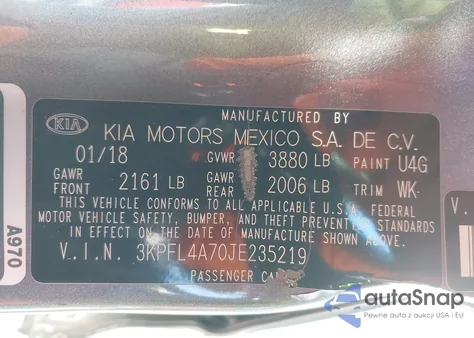 MANUFACTURED BY
KIA KIA MOTORS MEXICO S.A. DE C.V.
01/18 GVWR 3880 LB PAINT U4G
GAWR FRONT 2161 LB GAWR REAR 2006 LB TRIM WK
THIS VEHICLE CONFORMS TO ALL APPLICABLE U.S.A. FEDERAL
MOTOR VEHICLE SAFETY, BUMPER, AND THEFT PREVENTION STANDARDS
IN EFFECT ON THE DATE OF MANUFACTURE SHOWN ABOVE.
V.I.N. 3KPFL4A70JE235219
PASSENGER CAR
A970
autaSnap
Pewne auta z aukcji USA i EU